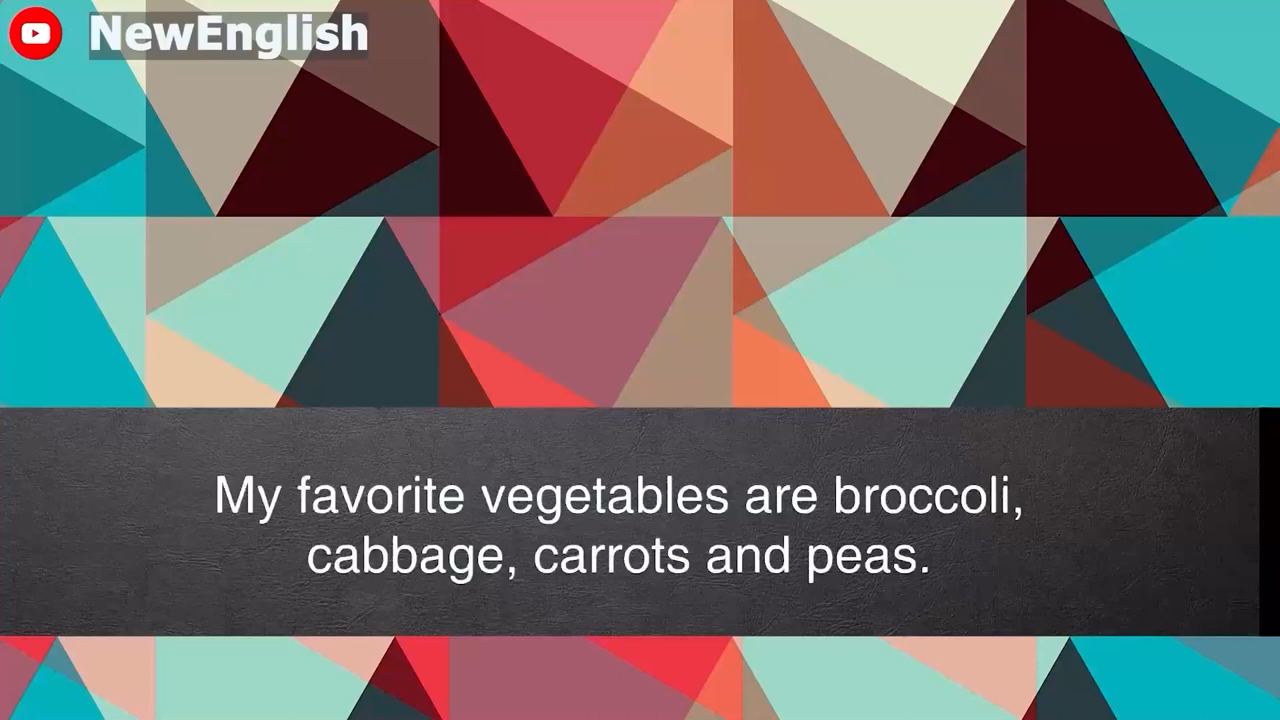 NewEnglish
My favorite vegetables are broccoli,
cabbage, carrots and peas.